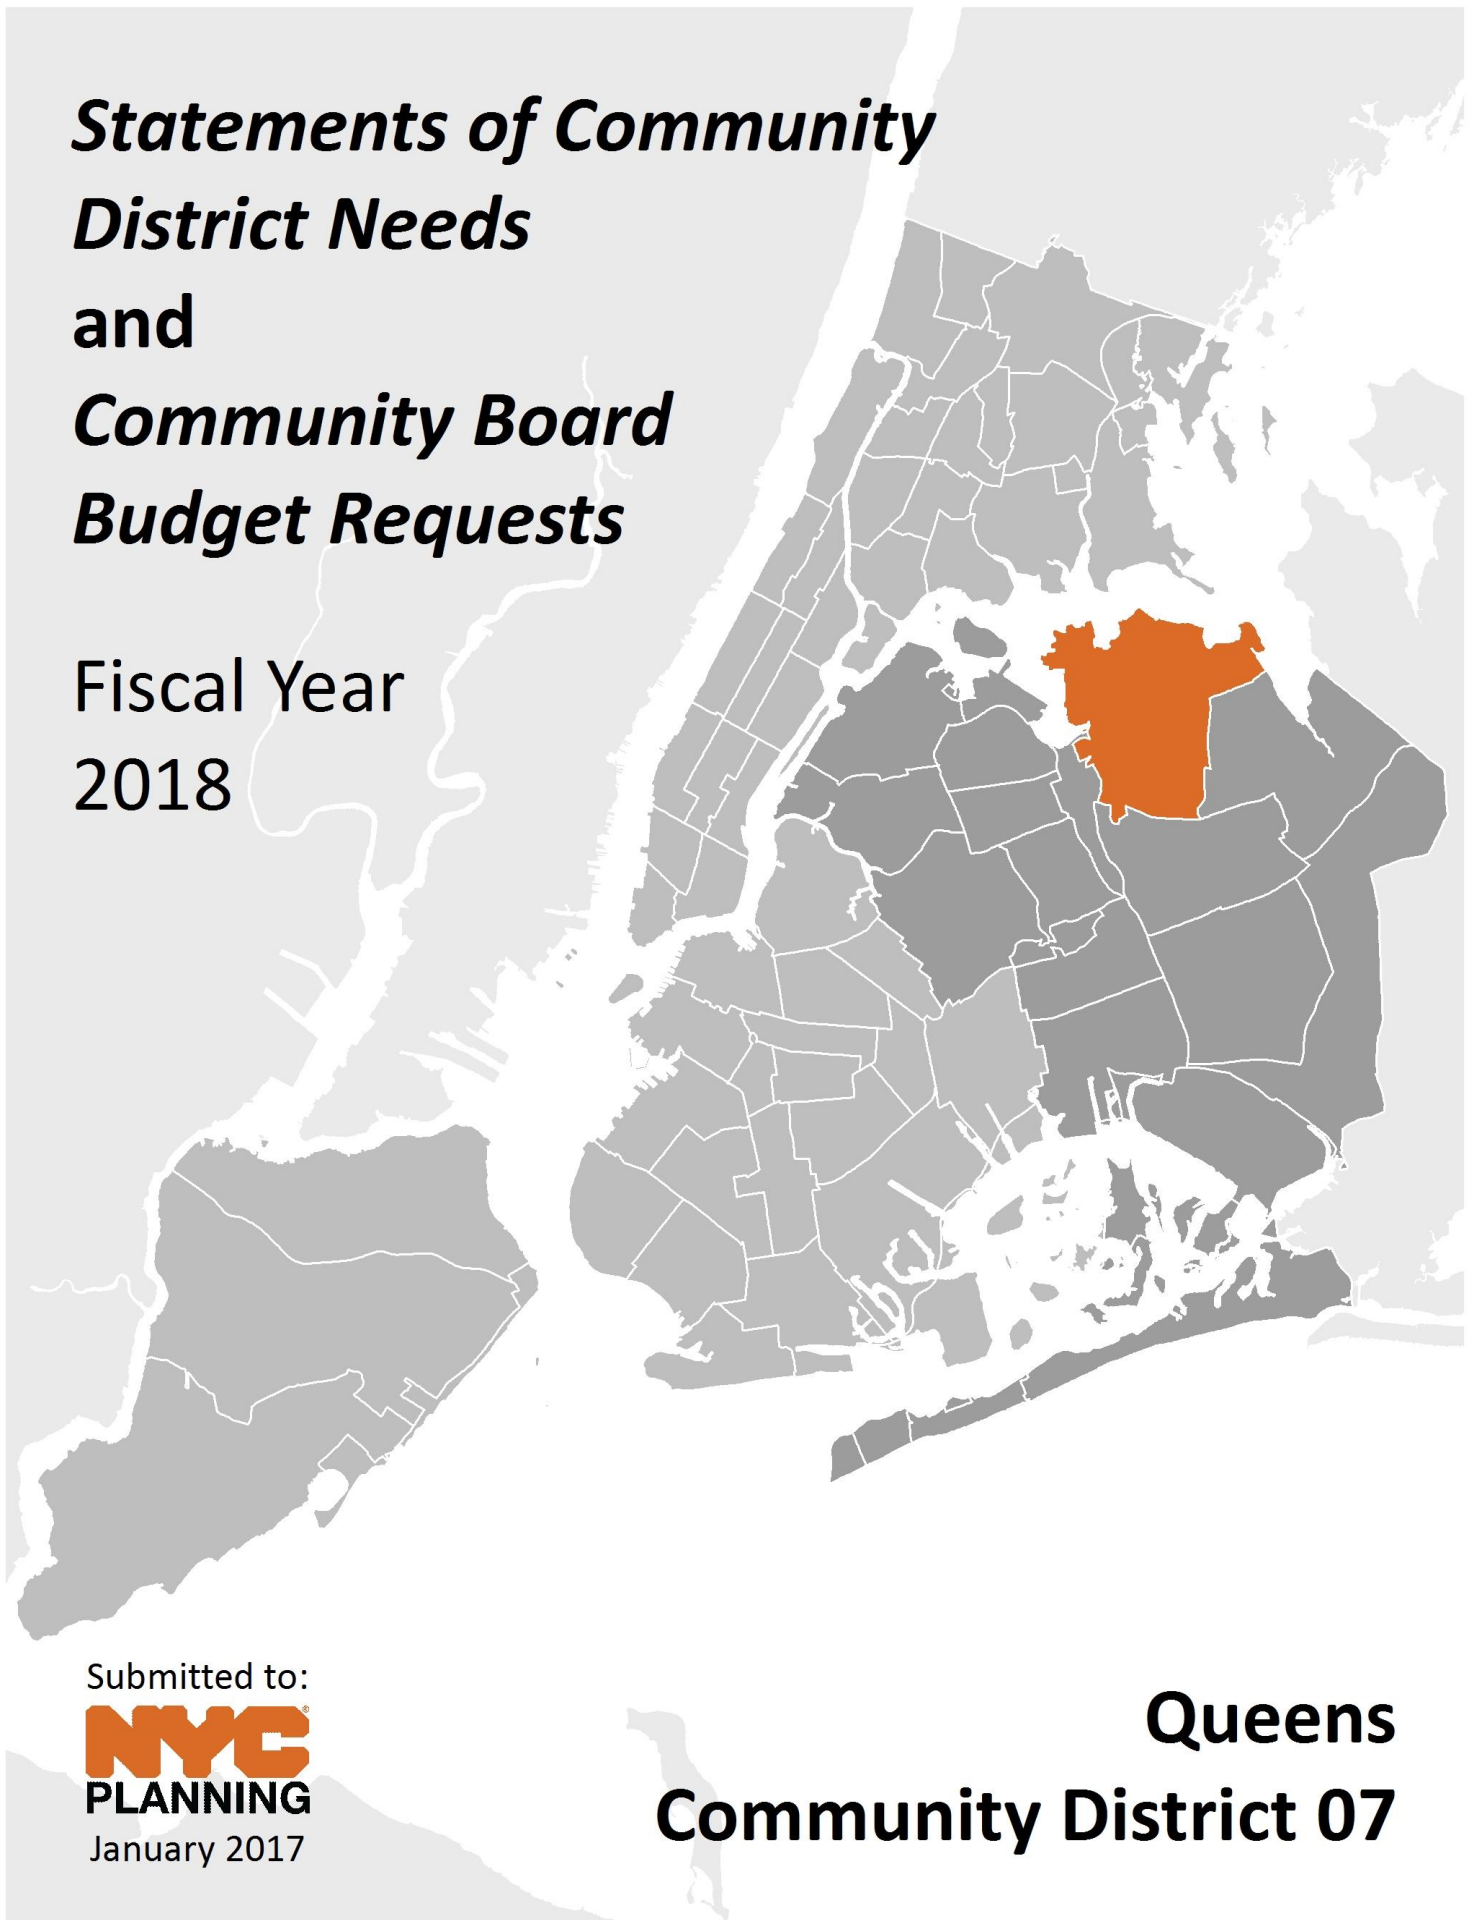 Statements of Community
District Needs
and
Community Board
Budget Requests
Fiscal Year
2018
Submitted to:
NYC®
PLANNING
January 2017
Queens
Community District 07